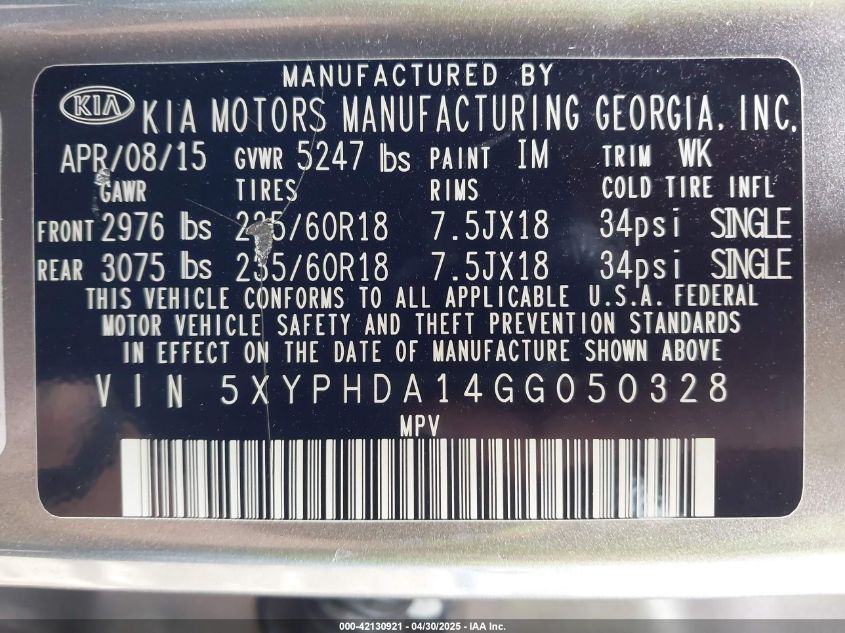 MANUFACTURED BY
KIA KIA MOTORS MANUFACTURING GEORGIA, INC.
APR/08/15 GVWR 5247 lbs PAINT IM TRIM WK
GAWR TIRES RIMS COLD TIRE INFL
FRONT 2976 lbs 235/60R18 7.5JX18 34psi SINGLE
REAR 3075 lbs 235/60R18 7.5JX18 34psi SINGLE
THIS VEHICLE CONFORMS TO ALL APPLICABLE U.S.A. FEDERAL
MOTOR VEHICLE SAFETY AND THEFT PREVENTION STANDARDS
IN EFFECT ON THE DATE OF MANUFACTURE SHOWN ABOVE
VIN 5XYPHDA14GG050328
MPV
000-42130921 - 04/30/2025 - IAA Inc.